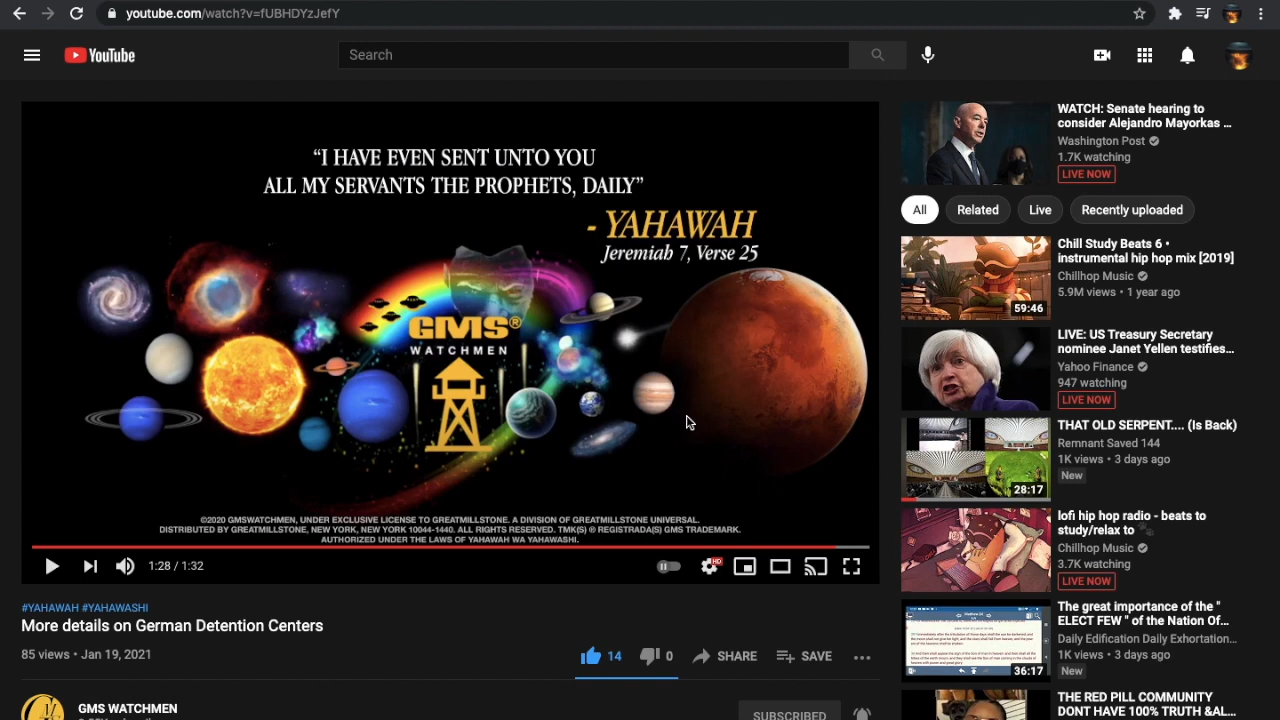 youtube.com/watch?v=fUBHDYzJefY
YouTube
Search
“I HAVE EVEN SENT UNTO YOU
ALL MY SERVANTS THE PROPHETS, DAILY”
- YAHAWAH
Jeremiah 7, Verse 25
GMS®
WATCHMEN
©2020 GMSWATCHMEN, UNDER EXCLUSIVE LICENSE TO GREATMILLSTONE. A DIVISION OF GREATMILLSTONE UNIVERSAL.
DISTRIBUTED BY GREATMILLSTONE, NEW YORK, NEW YORK 10044-1440. ALL RIGHTS RESERVED. TMK(S) ® REGISTRADA(S) GMS TRADEMARK.
AUTHORIZED UNDER THE LAWS OF YAHAWAH WA YAHAWASHI.
1:28 / 1:32
HD
#YAHAWAH #YAHAWASHI
More details on German Detention Centers
85 views • Jan 19, 2021
14
0
SHARE
SAVE
GMS WATCHMEN
SUBSCRIBED
WATCH: Senate hearing to
consider Alejandro Mayorkas ...
Washington Post
1.7K watching
LIVE NOW
All
Related
Live
Recently uploaded
59:46
Chill Study Beats 6 •
instrumental hip hop mix [2019]
Chillhop Music
5.9M views • 1 year ago
LIVE: US Treasury Secretary
nominee Janet Yellen testifies...
Yahoo Finance
947 watching
LIVE NOW
28:17
THAT OLD SERPENT.... (Is Back)
Remnant Saved 144
1K views • 3 days ago
New
lofi hip hop radio - beats to
study/relax to
Chillhop Music
3.7K watching
LIVE NOW
36:17
The great importance of the "
ELECT FEW " of the Nation Of...
Daily Edification Daily Exhortation...
1K views • 3 days ago
New
THE RED PILL COMMUNITY
DONT HAVE 100% TRUTH &AL...